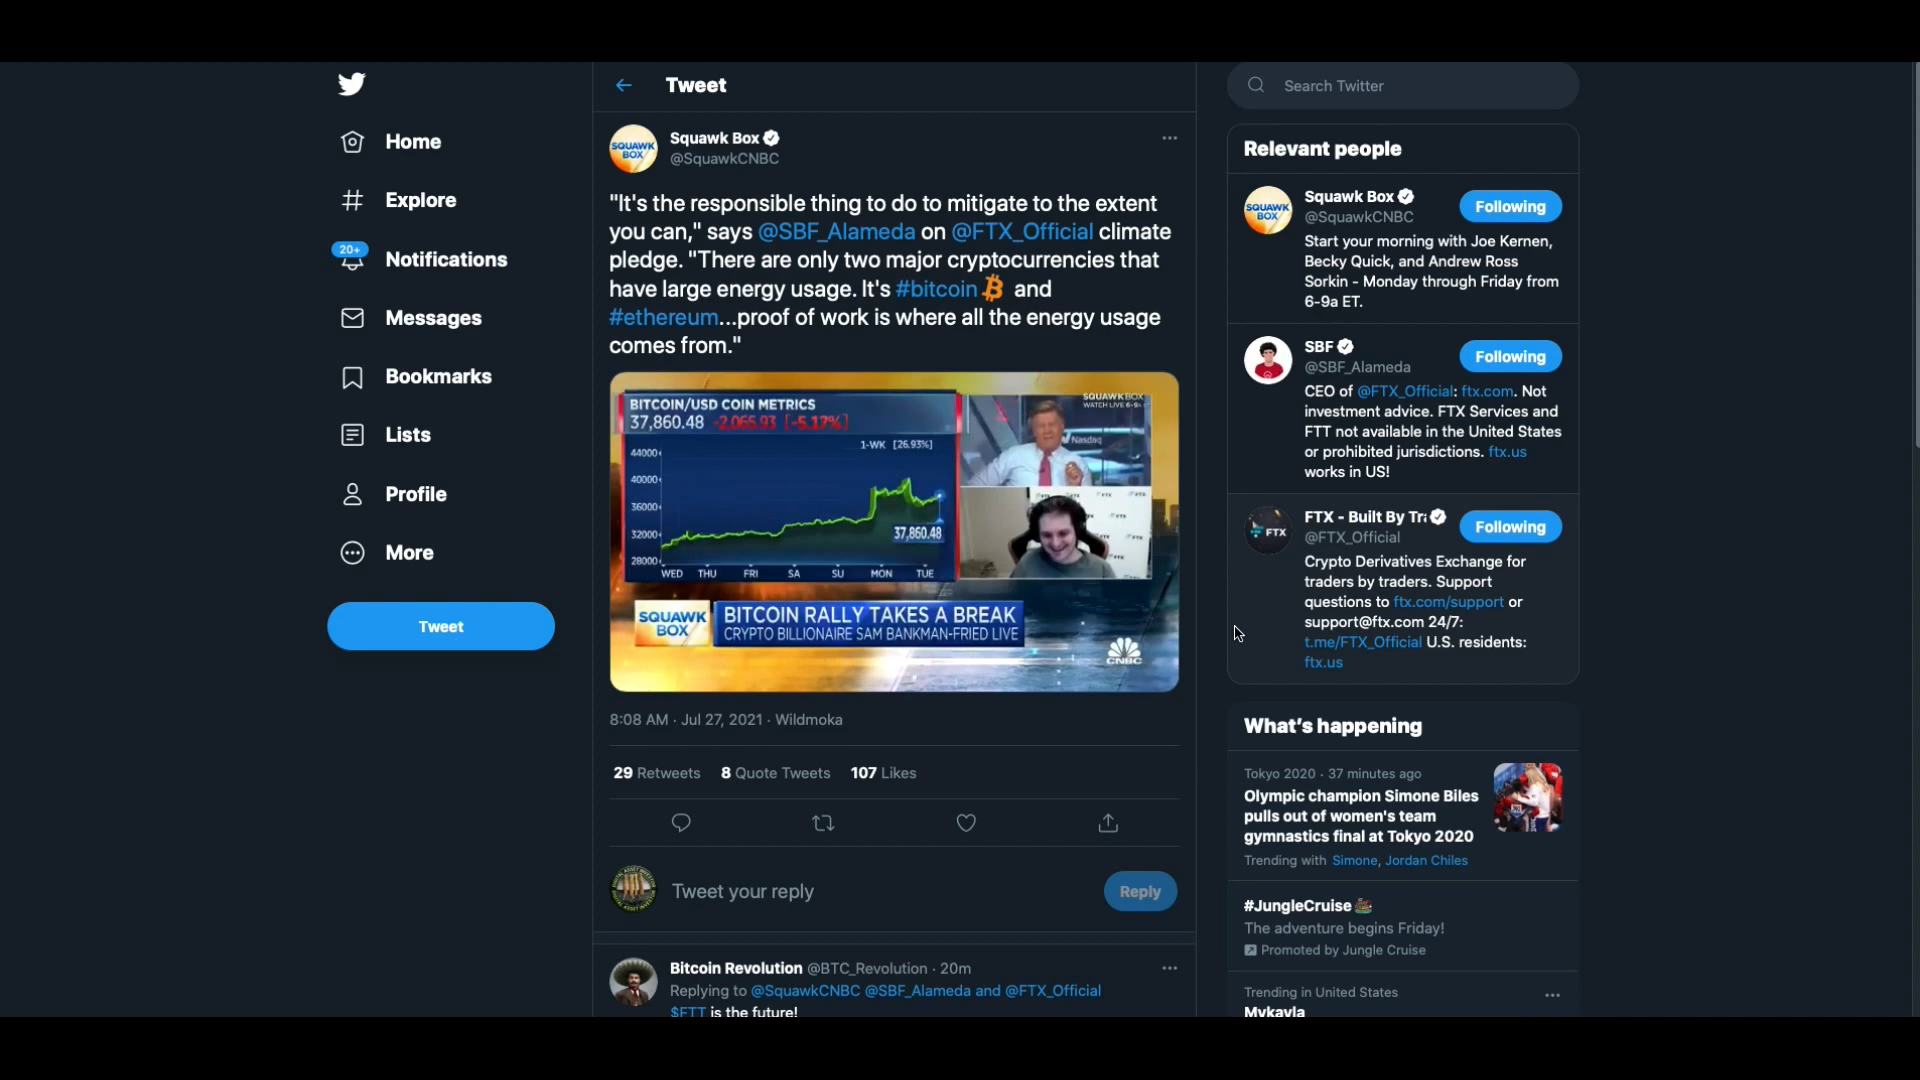 Home
Explore
20+
Notifications
Messages
Bookmarks
Lists
Profile
More
Tweet
Tweet
Squawk Box
@SquawkCNBC
"It's the responsible thing to do to mitigate to the extent
you can," says @SBF_Alameda on @FTX_Official climate
pledge. "There are only two major cryptocurrencies that
have large energy usage. It's #bitcoin and
#ethereum...proof of work is where all the energy usage
comes from."
BITCOIN/USD COIN METRICS
37,860.48 -2,065.93 [-5.17%]
1-WK [26.93%]
44000
40000
36000
32000
28000
37,860.48
WED THU FRI SA SU MON TUE
SQUAWK BOX
WATCH LIVE 6-9
Nasdaq
SQUAWK
BOX
BITCOIN RALLY TAKES A BREAK
CRYPTO BILLIONAIRE SAM BANKMAN-FRIED LIVE
CNBC
8:08 AM · Jul 27, 2021 · Wildmoka
29 Retweets 8 Quote Tweets 107 Likes
Tweet your reply
Reply
Bitcoin Revolution @BTC_Revolution · 20m
Replying to @SquawkCNBC @SBF_Alameda and @FTX_Official
$FTT is the future!
Search Twitter
Relevant people
SQUAWK
BOX
Squawk Box
@SquawkCNBC
Following
Start your morning with Joe Kernen,
Becky Quick, and Andrew Ross
Sorkin - Monday through Friday from
6-9a ET.
SBF
@SBF_Alameda
Following
CEO of @FTX_Official: ftx.com. Not
investment advice. FTX Services and
FTT not available in the United States
or prohibited jurisdictions. ftx.us
works in US!
FTX
FTX - Built By Tra
@FTX_Official
Following
Crypto Derivatives Exchange for
traders by traders. Support
questions to ftx.com/support or
support@ftx.com 24/7:
t.me/FTX_Official U.S. residents:
ftx.us
What's happening
Tokyo 2020 · 37 minutes ago
Olympic champion Simone Biles
pulls out of women's team
gymnastics final at Tokyo 2020
Trending with Simone, Jordan Chiles
#JungleCruise
The adventure begins Friday!
Promoted by Jungle Cruise
Trending in United States
Mykayla